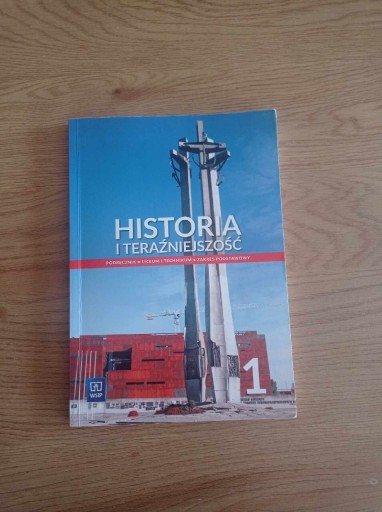 HISTORIA
I TERAŹNIEJSZOŚĆ
PODRĘCZNIK • LICEUM I TECHNIKUM • ZAKRES PODSTAWOWY
1
WSiP